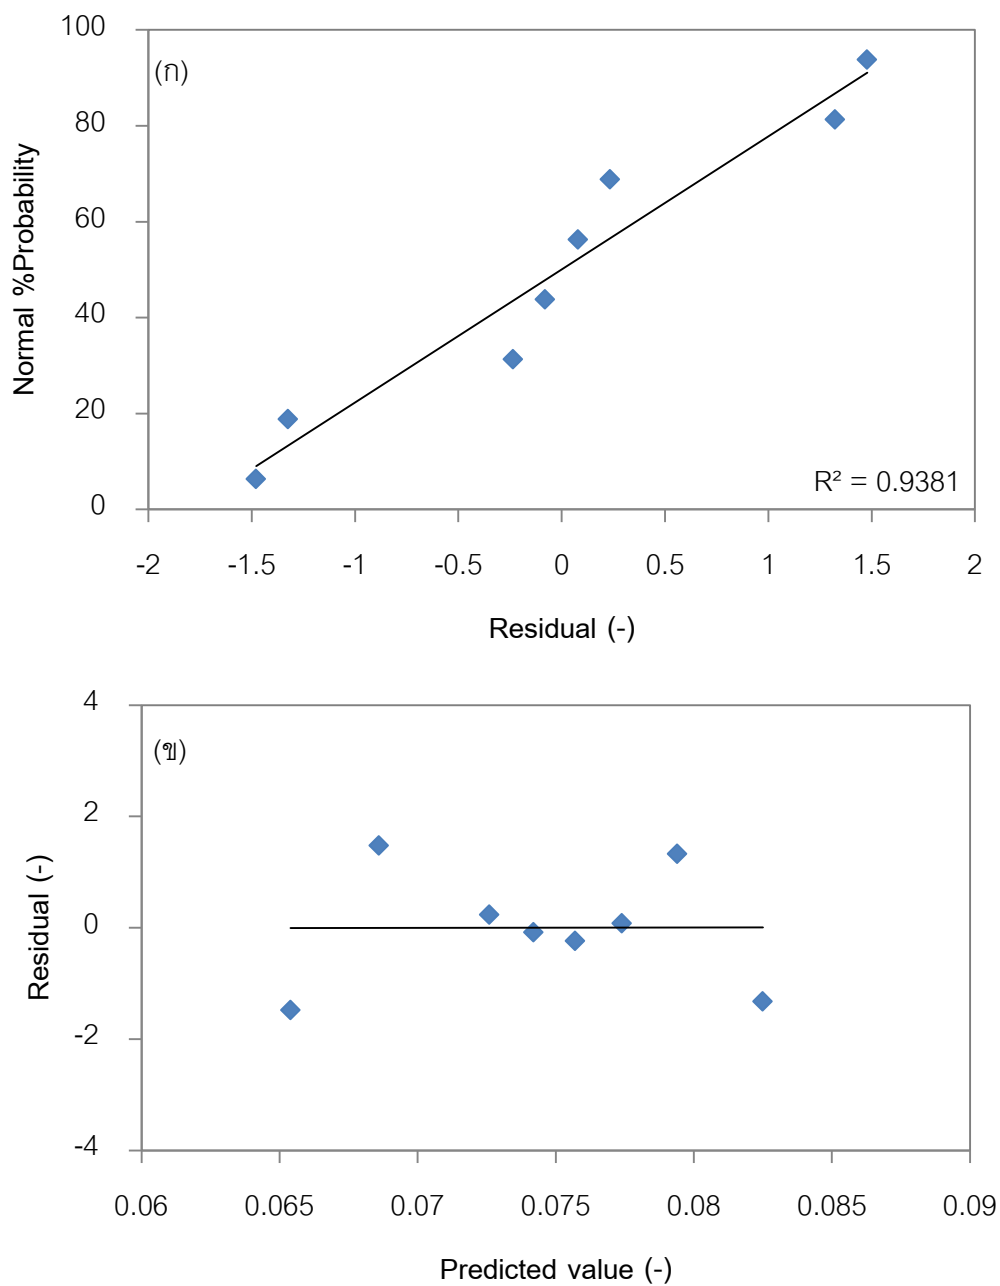 100
(ก)
80
60
40
20
0
Normal %Probability
R² = 0.9381
-2 -1.5 -1 -0.5 0 0.5 1 1.5 2
Residual (-)
4
(ข)
2
0
-2
-4
Residual (-)
0.06 0.065 0.07 0.075 0.08 0.085 0.09
Predicted value (-)